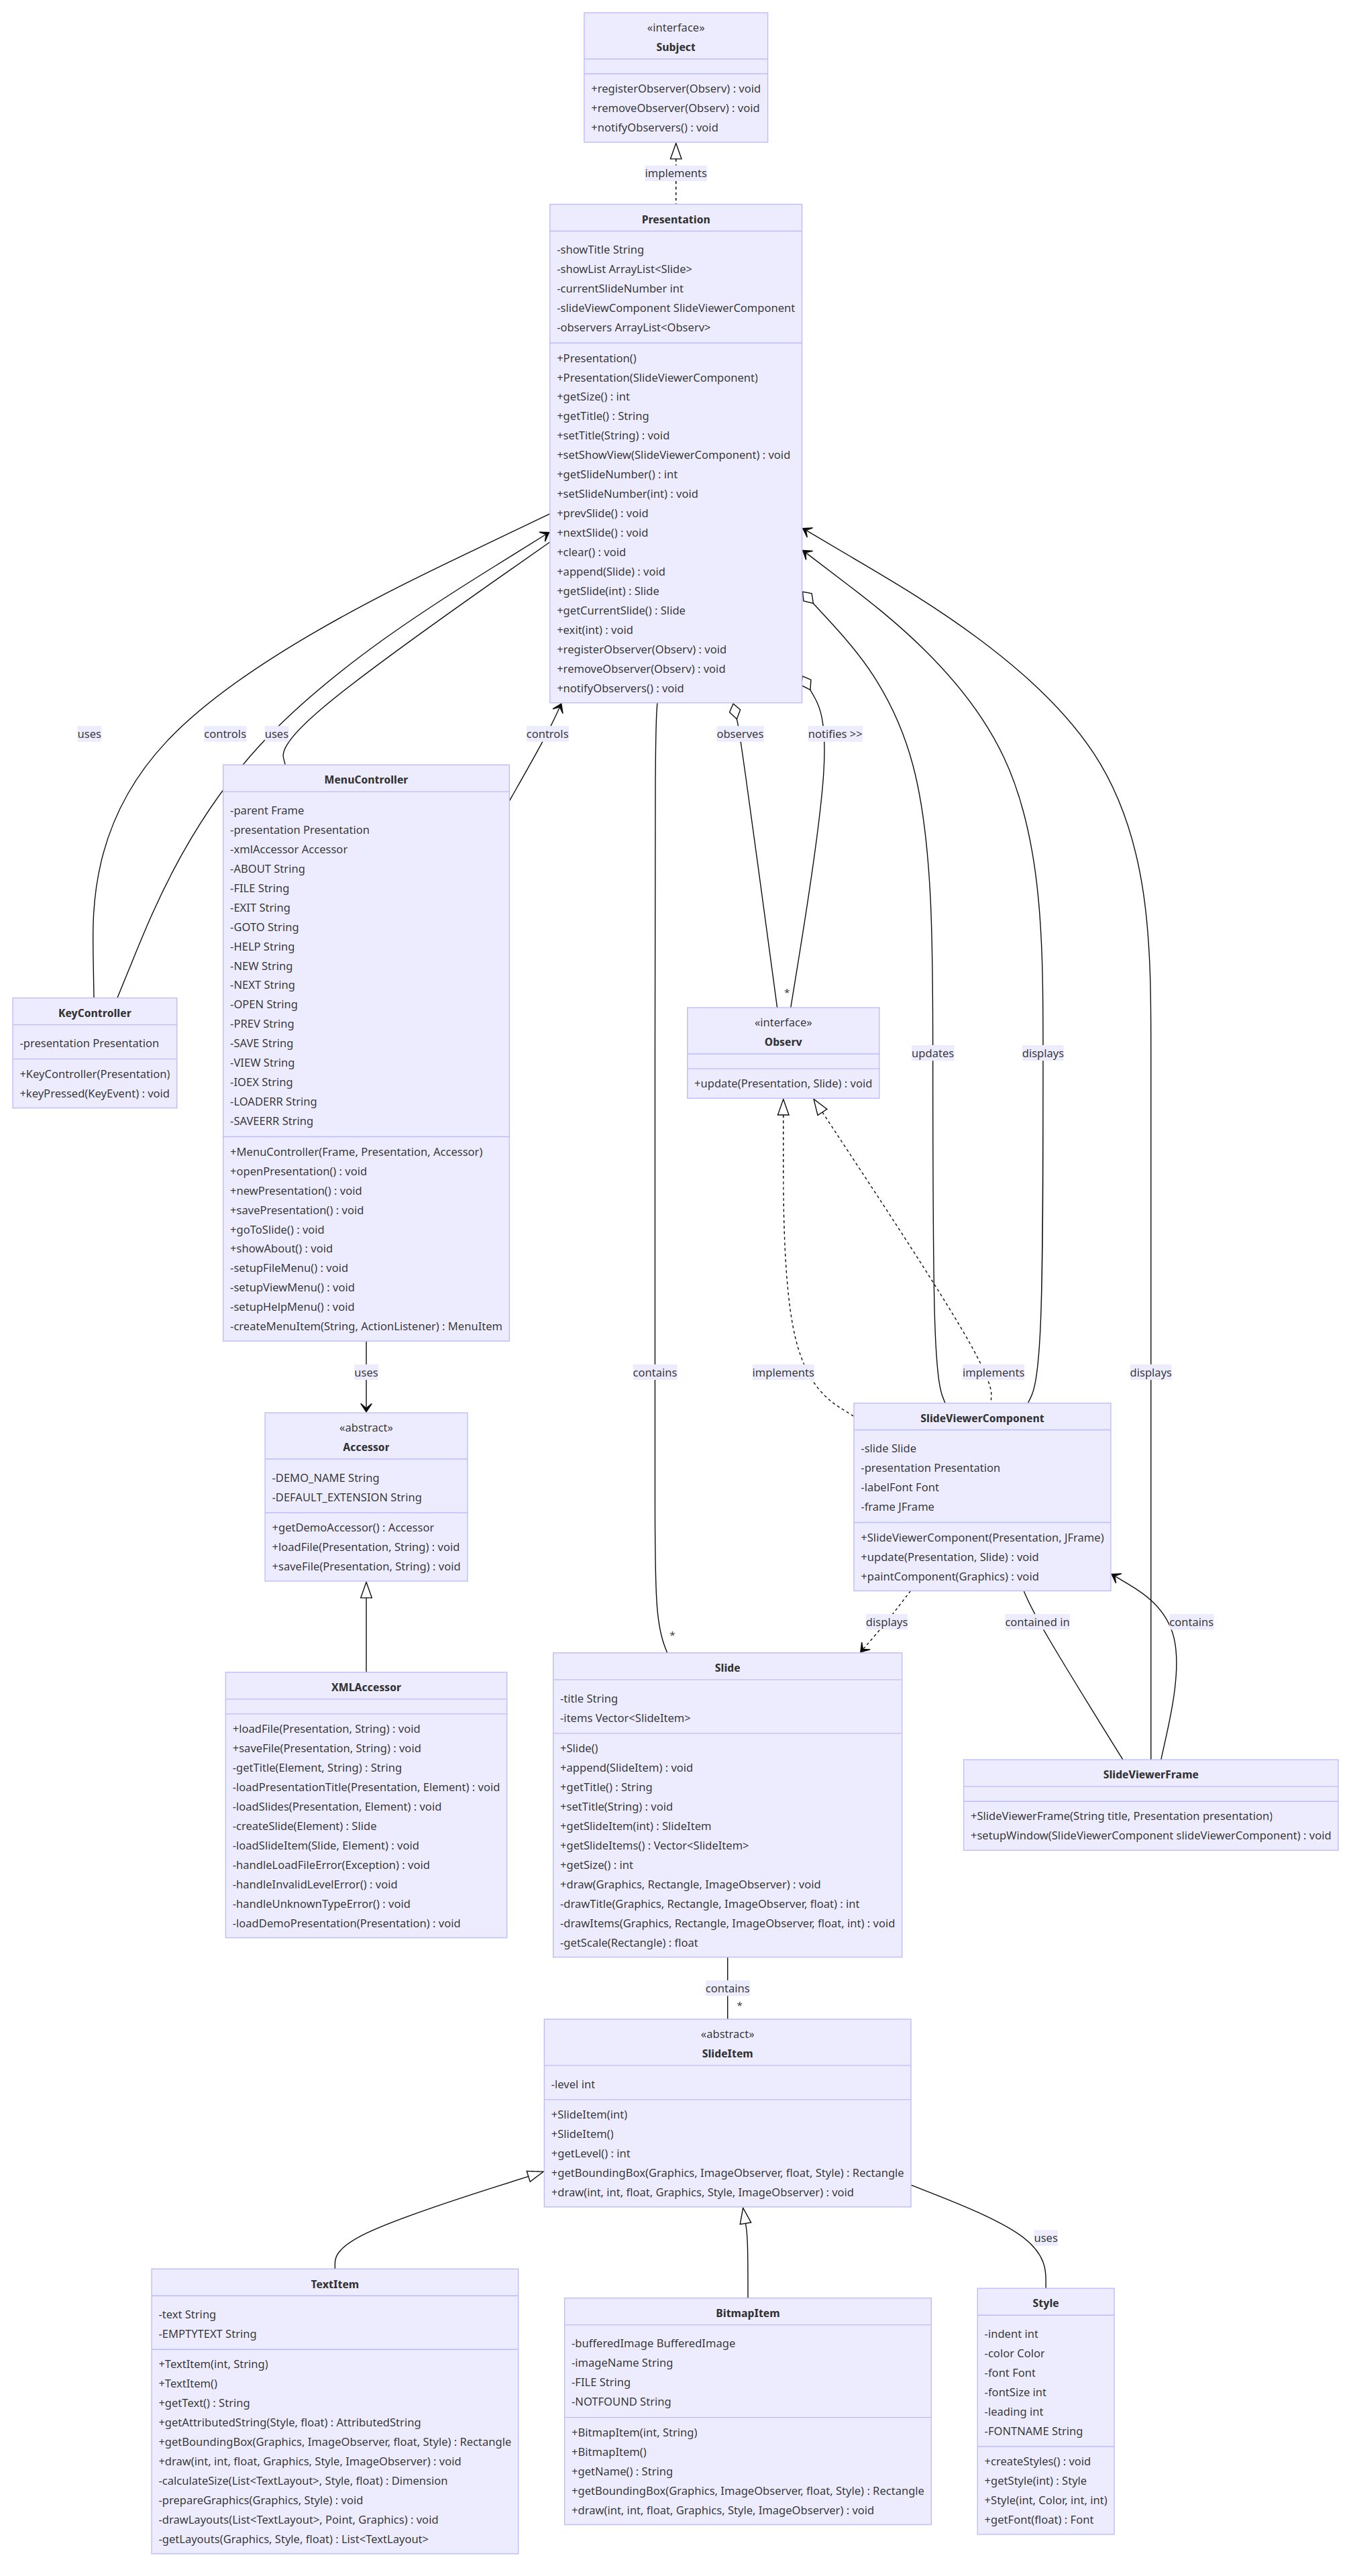 «interface»
Subject
+registerObserver(Observ) : void
+removeObserver(Observ) : void
+notifyObservers() : void
implements
Presentation
-showTitle String
-showList ArrayList<Slide>
-currentSlideNumber int
-slideViewComponent SlideViewerComponent
-observers ArrayList<Observ>
+Presentation()
+Presentation(SlideViewerComponent)
+getSize() : int
+getTitle() : String
+setTitle(String) : void
+setShowView(SlideViewerComponent) : void
+getSlideNumber() : int
+setSlideNumber(int) : void
+prevSlide() : void
+nextSlide() : void
+clear() : void
+append(Slide) : void
+getSlide(int) : Slide
+getCurrentSlide() : Slide
+exit(int) : void
+registerObserver(Observ) : void
+removeObserver(Observ) : void
+notifyObservers() : void
uses
controls
uses
controls
observes
notifies >>
MenuController
-parent Frame
-presentation Presentation
-xmlAccessor Accessor
-ABOUT String
-FILE String
-EXIT String
-GOTO String
-HELP String
-NEW String
-NEXT String
-OPEN String
-PREV String
-SAVE String
-VIEW String
-IOEX String
-LOADERR String
-SAVEERR String
+MenuController(Frame, Presentation, Accessor)
+openPresentation() : void
+newPresentation() : void
+savePresentation() : void
+goToSlide() : void
+showAbout() : void
-setupFileMenu() : void
-setupViewMenu() : void
-setupHelpMenu() : void
-createMenuItem(String, ActionListener) : MenuItem
KeyController
-presentation Presentation
+KeyController(Presentation)
+keyPressed(KeyEvent) : void
*
«interface»
Observ
+update(Presentation, Slide) : void
updates
displays
uses
contains
implements
implements
displays
«abstract»
Accessor
-DEMO_NAME String
-DEFAULT_EXTENSION String
+getDemoAccessor() : Accessor
+loadFile(Presentation, String) : void
+saveFile(Presentation, String) : void
SlideViewerComponent
-slide Slide
-presentation Presentation
-labelFont Font
-frame JFrame
+SlideViewerComponent(Presentation, JFrame)
+update(Presentation, Slide) : void
+paintComponent(Graphics) : void
*
displays
contained in
contains
XMLAccessor
+loadFile(Presentation, String) : void
+saveFile(Presentation, String) : void
-getTitle(Element, String) : String
-loadPresentationTitle(Presentation, Element) : void
-loadSlides(Presentation, Element) : void
-createSlide(Element) : Slide
-loadSlideItem(Slide, Element) : void
-handleLoadFileError(Exception) : void
-handleInvalidLevelError() : void
-handleUnknownTypeError() : void
-loadDemoPresentation(Presentation) : void
Slide
-title String
-items Vector<SlideItem>
+Slide()
+append(SlideItem) : void
+getTitle() : String
+setTitle(String) : void
+getSlideItem(int) : SlideItem
+getSlideItems() : Vector<SlideItem>
+getSize() : int
+draw(Graphics, Rectangle, ImageObserver) : void
-drawTitle(Graphics, Rectangle, ImageObserver, float) : int
-drawItems(Graphics, Rectangle, ImageObserver, float, int) : void
-getScale(Rectangle) : float
SlideViewerFrame
+SlideViewerFrame(String title, Presentation presentation)
+setupWindow(SlideViewerComponent slideViewerComponent) : void
contains
*
«abstract»
SlideItem
-level int
+SlideItem(int)
+SlideItem()
+getLevel() : int
+getBoundingBox(Graphics, ImageObserver, float, Style) : Rectangle
+draw(int, int, float, Graphics, Style, ImageObserver) : void
uses
TextItem
-text String
-EMPTYTEXT String
+TextItem(int, String)
+TextItem()
+getText() : String
+getAttributedString(Style, float) : AttributedString
+getBoundingBox(Graphics, ImageObserver, float, Style) : Rectangle
+draw(int, int, float, Graphics, Style, ImageObserver) : void
-calculateSize(List<TextLayout>, Style, float) : Dimension
-prepareGraphics(Graphics, Style) : void
-drawLayouts(List<TextLayout>, Point, Graphics) : void
-getLayouts(Graphics, Style, float) : List<TextLayout>
BitmapItem
-bufferedImage BufferedImage
-imageName String
-FILE String
-NOTFOUND String
+BitmapItem(int, String)
+BitmapItem()
+getName() : String
+getBoundingBox(Graphics, ImageObserver, float, Style) : Rectangle
+draw(int, int, float, Graphics, Style, ImageObserver) : void
Style
-indent int
-color Color
-font Font
-fontSize int
-leading int
-FONTNAME String
+createStyles() : void
+getStyle(int) : Style
+Style(int, Color, int, int)
+getFont(float) : Font